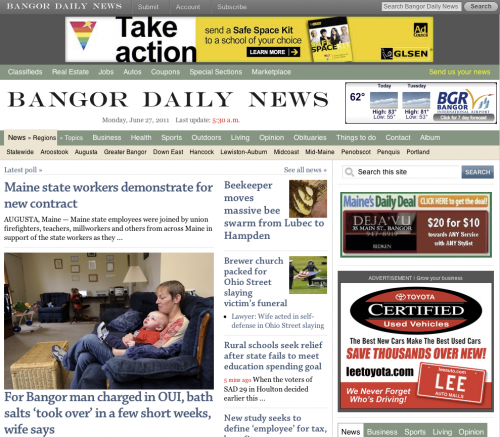 BANGOR DAILY NEWS
Submit
Account
Subscribe
Search Bangor Daily News
Search
Take
action
send a Safe Space Kit
to a school of your choice
LEARN MORE >>
SPACE
Ad
GLSEN
Classifieds
Real Estate
Jobs
Autos
Coupons
Special Sections
Marketplace
Send us your news
BANGOR DAILY NEWS
Monday, June 27, 2011 Last update: 5:30 a.m.
62°
Today
Tuesday
High: 81°
Low: 55°
High: 83°
Low: 53°
BGR
BANGOR
INTERNATIONAL AIRPORT
Click for 7 day forecast
News
» Regions
» Topics
Business
Health
Sports
Outdoors
Living
Opinion
Obituaries
Things to do
Contact
Album
Statewide
Aroostook
Augusta
Greater Bangor
Down East
Hancock
Lewiston-Auburn
Midcoast
Mid-Maine
Penobscot
Penquis
Portland
Latest poll »
See all news »
Maine state workers demonstrate for
new contract
AUGUSTA, Maine — Maine state employees were joined by union
firefighters, teachers, millworkers and others from across Maine in
support of the state workers as they ...
For Bangor man charged in OUI, bath
salts ‘took over’ in a few short weeks,
wife says
Beekeeper
moves
massive bee
swarm from Lubec to
Hampden
Brewer church
packed for
Ohio Street
slaying
victim’s funeral
Lawyer: Wife acted in self-
defense in Ohio Street slaying
Rural schools seek relief
after state fails to meet
education spending goal
5 mins ago When the voters of
SAD 29 in Houlton decided
earlier this ...
New study seeks to
define ‘employee’ for tax,
Search this site
SEARCH
Maine's Daily Deal
CLICK HERE to get the deal!
DEJA VU
35 MAIN ST., BANGOR
REDKEN
$20 for $10
towards ANY Service
with ANY Stylist
ADVERTISEMENT | Grow your business
TOYOTA
CERTIFIED
Used Vehicles
The Best New Cars Make The Best Used Cars
SAVE THOUSANDS OVER NEW!
leetoyota.com
We Never Forget
Who's Driving!
leeauto.com
LEE
AUTO MALLS
News
Business
Sports
Living
Opinion